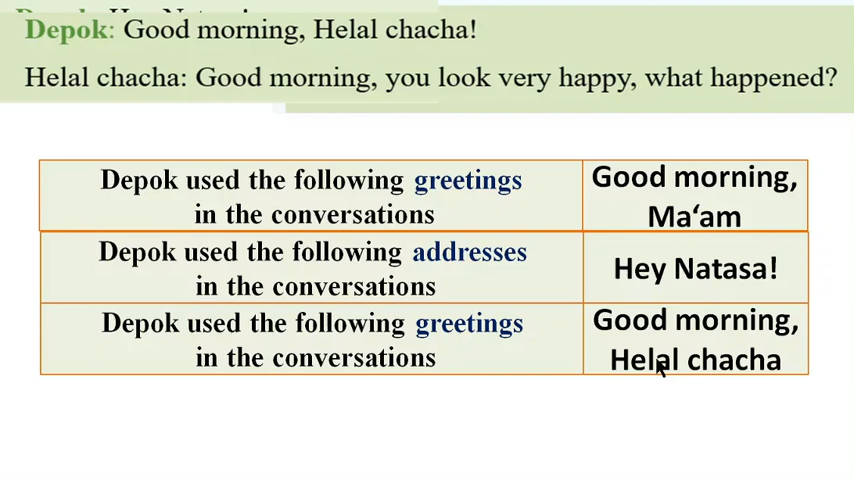 Depok: Good morning, Helal chacha!
Helal chacha: Good morning, you look very happy, what happened?
Depok used the following greetings
in the conversations
Good morning,
Ma‘am
Depok used the following addresses
in the conversations
Hey Natasa!
Depok used the following greetings
in the conversations
Good morning,
Helal chacha